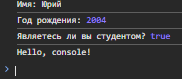 Имя: Юрий
Год рождения: 2004
Являетесь ли вы студентом? true
Hello, console!
>